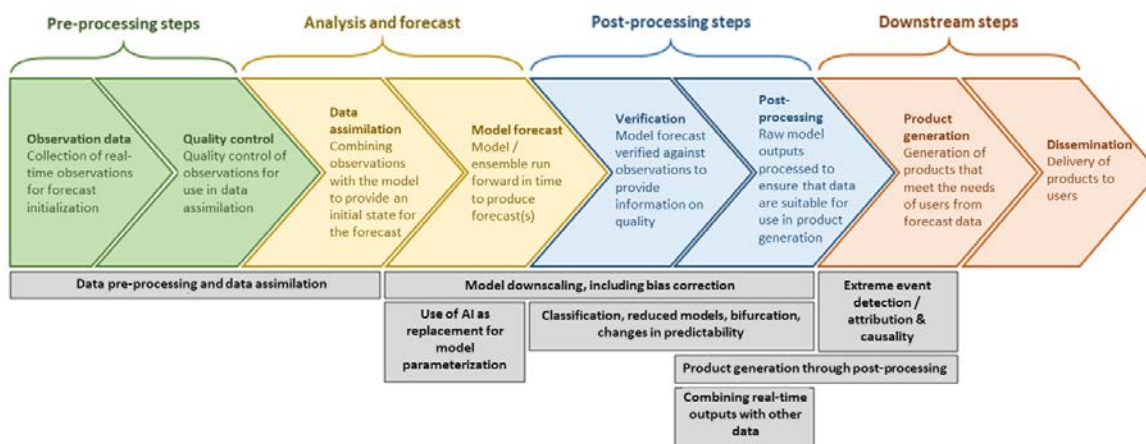 Pre-processing steps
Analysis and forecast
Post-processing steps
Downstream steps
Observation data
Collection of real-
time observations
for forecast
initialization
Quality control
Quality control of
observations for
use in data
assimilation
Data
assimilation
Combining
observations
with the model
to provide an
initial state for
the forecast
Model forecast
Model /
ensemble run
forward in time
to produce
forecast(s)
Verification
Model forecast
verified against
observations to
provide
information on
quality
Post-
processing
Raw model
outputs
processed to
ensure that data
are suitable for
use in product
generation
Product
generation
Generation of
products that
meet the needs
of users from
forecast data
Dissemination
Delivery of
products to
users
Data pre-processing and data assimilation
Model downscaling, including bias correction
Extreme event
detection /
attribution &
causality
Use of AI as
replacement for
model
parameterization
Classification, reduced models, bifurcation,
changes in predictability
Product generation through post-processing
Combining real-time
outputs with other
data